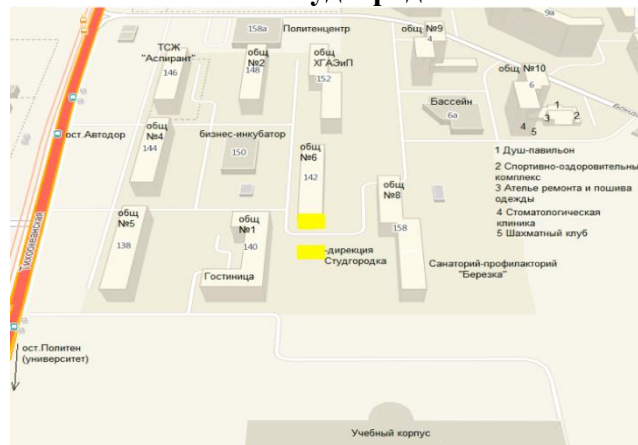 158а
Политенцентр
общ
№9
4
9а
ТСЖ
"Аспирант"
146
общ
№2
148
общ
ХГАЭиП
152
общ №10
6
Бассейн
6а
1
2
3
4
5
ост.Автодор
общ
№4
144
бизнес-инкубатор
150
общ
№6
142
1 Душ-павильон
2 Спортивно-оздоровительны
комплекс
3 Ателье ремонта и пошива
одежды
4 Стоматологическая
клиника
5 Шахматный клуб
общ
№8
158
общ
№5
138
общ
№1
140
Гостиница
-дирекция
Студгородка
Санаторий-профилакторий
"Березка"
Тихоокеанская
ост.Политен
(университет)
Учебный корпус